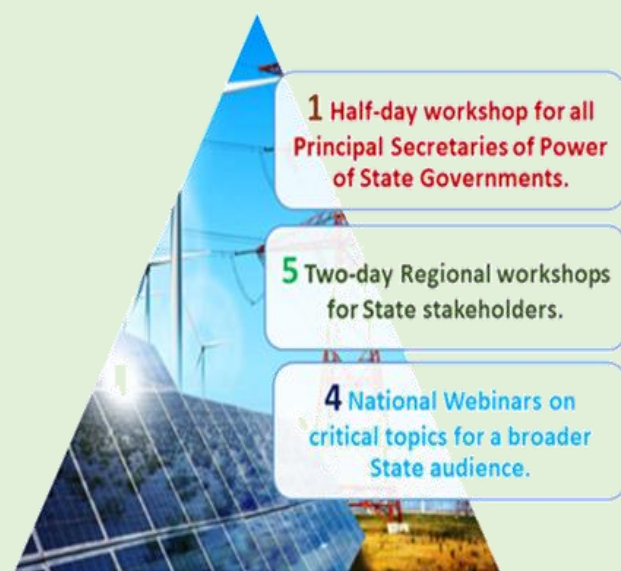 1 Half-day workshop for all
Principal Secretaries of Power
of State Governments.
5 Two-day Regional workshops
for State stakeholders.
4 National Webinars on
critical topics for a broader
State audience.